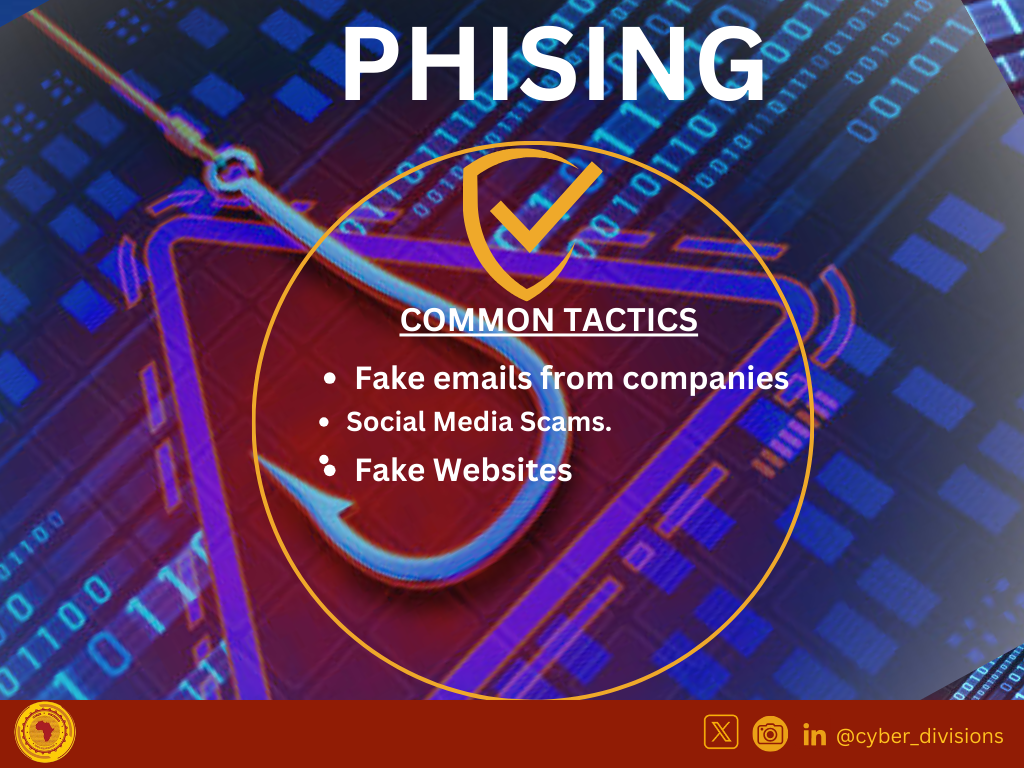 PHISING
COMMON TACTICS
• Fake emails from companies
• Social Media Scams.
• Fake Websites
@cyber_divisions